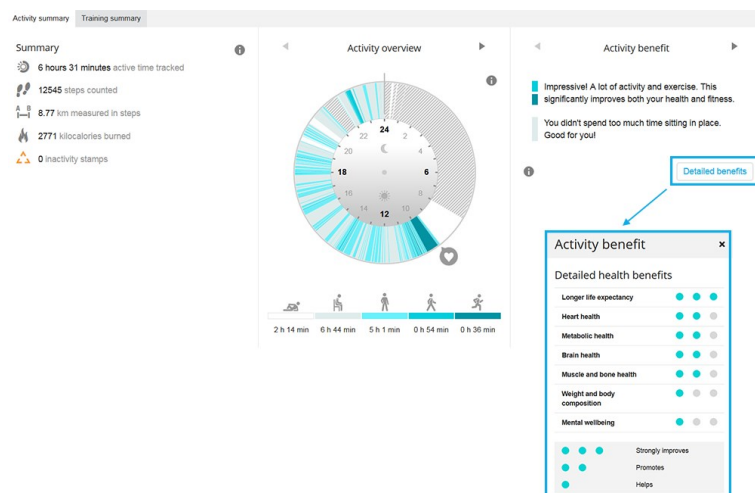 Activity summary
Training summary
Summary
6 hours 31 minutes active time tracked
12545 steps counted
A B
8.77 km measured in steps
2771 kilocalories burned
0 inactivity stamps
Activity overview
24
22
2
20
4
18
6
16
8
14
10
12
2 h 14 min
6 h 44 min
5 h 1 min
0 h 54 min
0 h 36 min
Activity benefit
Impressive! A lot of activity and exercise. This
significantly improves both your health and fitness.
You didn't spend too much time sitting in place.
Good for you!
Detailed benefits
Activity benefit ×
Detailed health benefits
Longer life expectancy
Heart health
Metabolic health
Brain health
Muscle and bone health
Weight and body
composition
Mental wellbeing
Strongly improves
Promotes
Helps